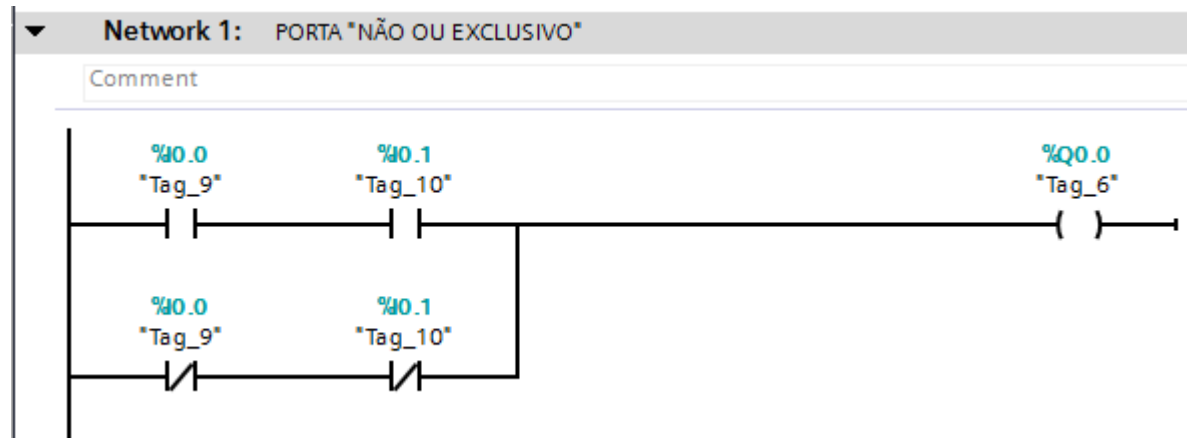 Network 1: PORTA "NÃO OU EXCLUSIVO"
Comment
%I0.0 %I0.1 %Q0.0
"Tag_9" "Tag_10" "Tag_6"
%I0.0 %I0.1
"Tag_9" "Tag_10"